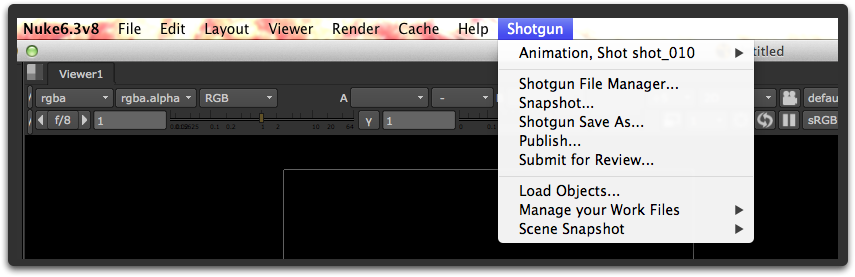 Nuke6.3v8 File Edit Layout Viewer Render Cache Help Shotgun
Animation, Shot shot_010
titled
Viewer1
Shotgun File Manager...
rgba rgba.alpha RGB A - defau
Snapshot...
f/8 1 Y 1 sRGB
Shotgun Save As...
Publish...
Submit for Review...
Load Objects...
Manage your Work Files
Scene Snapshot